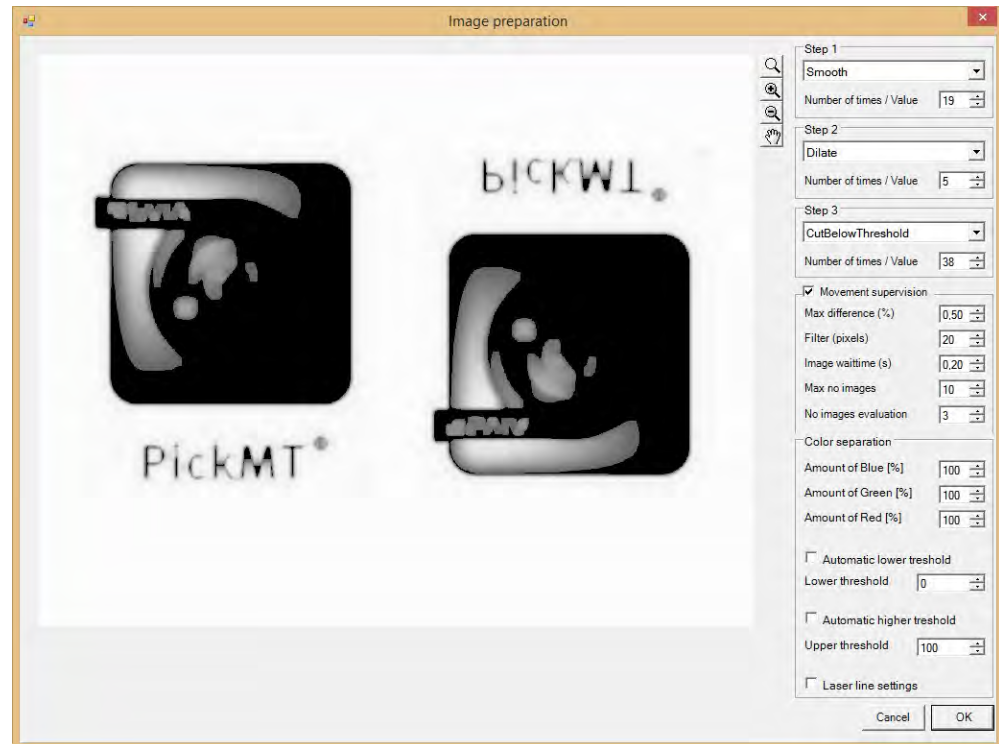 Image preparation
PickMT
PickMT
Step 1
Smooth
Number of times / Value 19
Step 2
Dilate
Number of times / Value 5
Step 3
CutBelowThreshold
Number of times / Value 38
Movement supervision
Max difference (%) 0,50
Filter (pixels) 20
Image waittime (s) 0,20
Max no images 10
No images evaluation 3
Color separation
Amount of Blue [%] 100
Amount of Green [%] 100
Amount of Red [%] 100
Automatic lower treshold
Lower threshold 0
Automatic higher treshold
Upper threshold 100
Laser line settings
Cancel OK